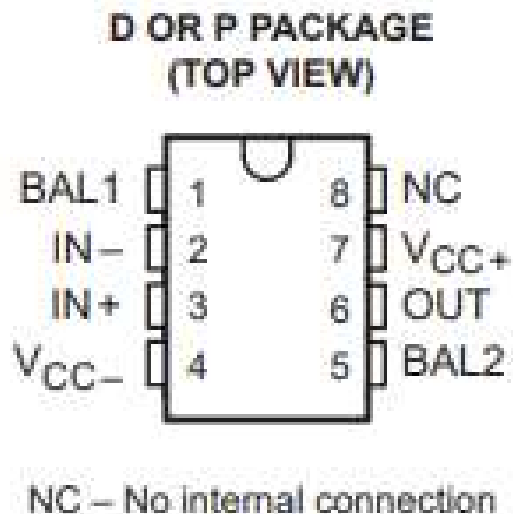 D OR P PACKAGE
(TOP VIEW)
BAL1 1 8 NC
IN– 2 7 VCC+
IN+ 3 6 OUT
VCC– 4 5 BAL2
NC – No internal connection